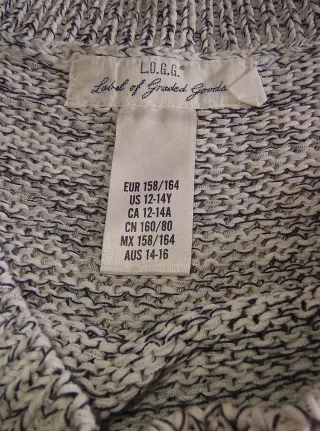 L.O.G.G.®
Label of Graded Goods
EUR 158/164
US 12-14Y
CA 12-14A
CN 160/80
MX 158/164
AUS 14-16